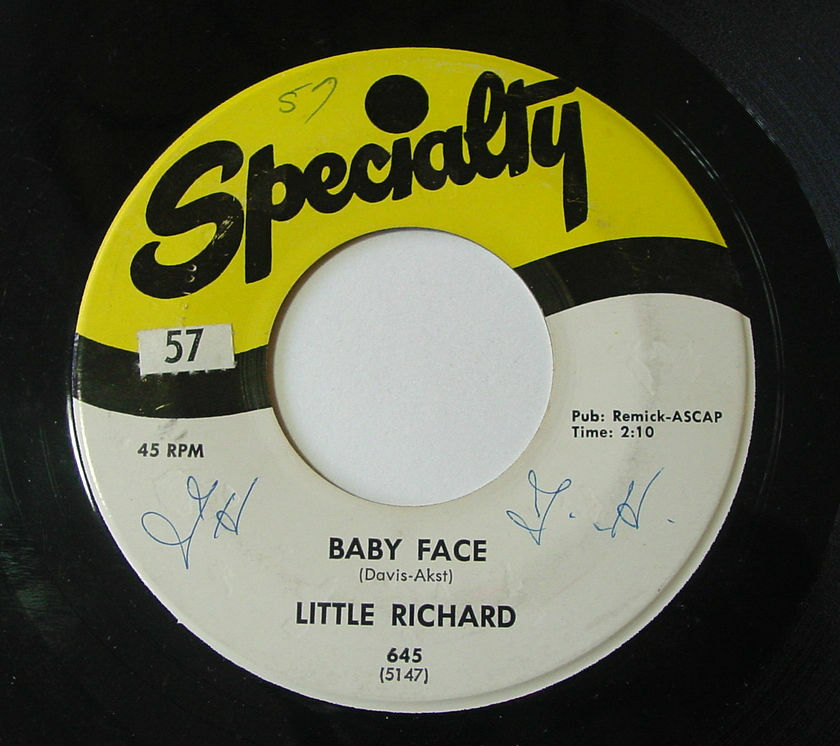 57
Specialty
57
Pub: Remick-ASCAP
Time: 2:10
45 RPM
JH
J. H.
BABY FACE
(Davis-Akst)
LITTLE RICHARD
645
(5147)